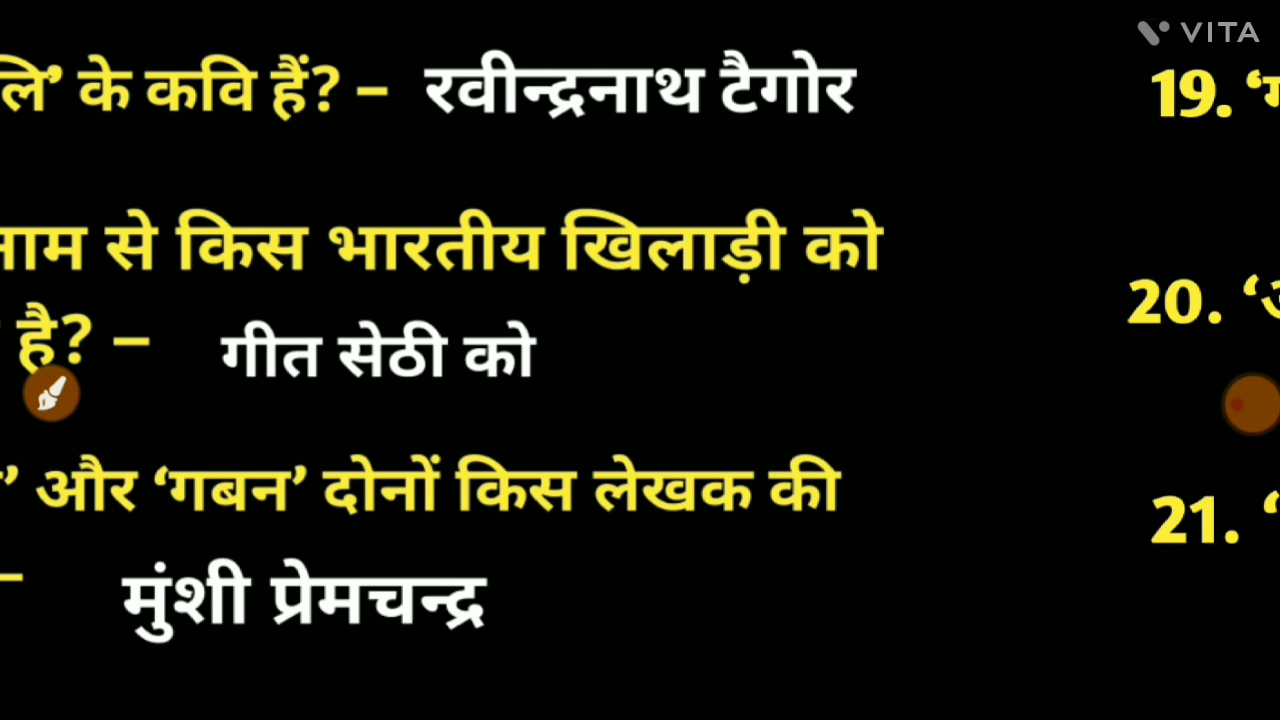 VITA
लि’ के कवि हैं? – रवीन्द्रनाथ टैगोर
19.
नाम से किस भारतीय खिलाड़ी को
है? – गीत सेठी को
20.
’ और ‘गबन’ दोनों किस लेखक की
21.
– मुंशी प्रेमचन्द्र